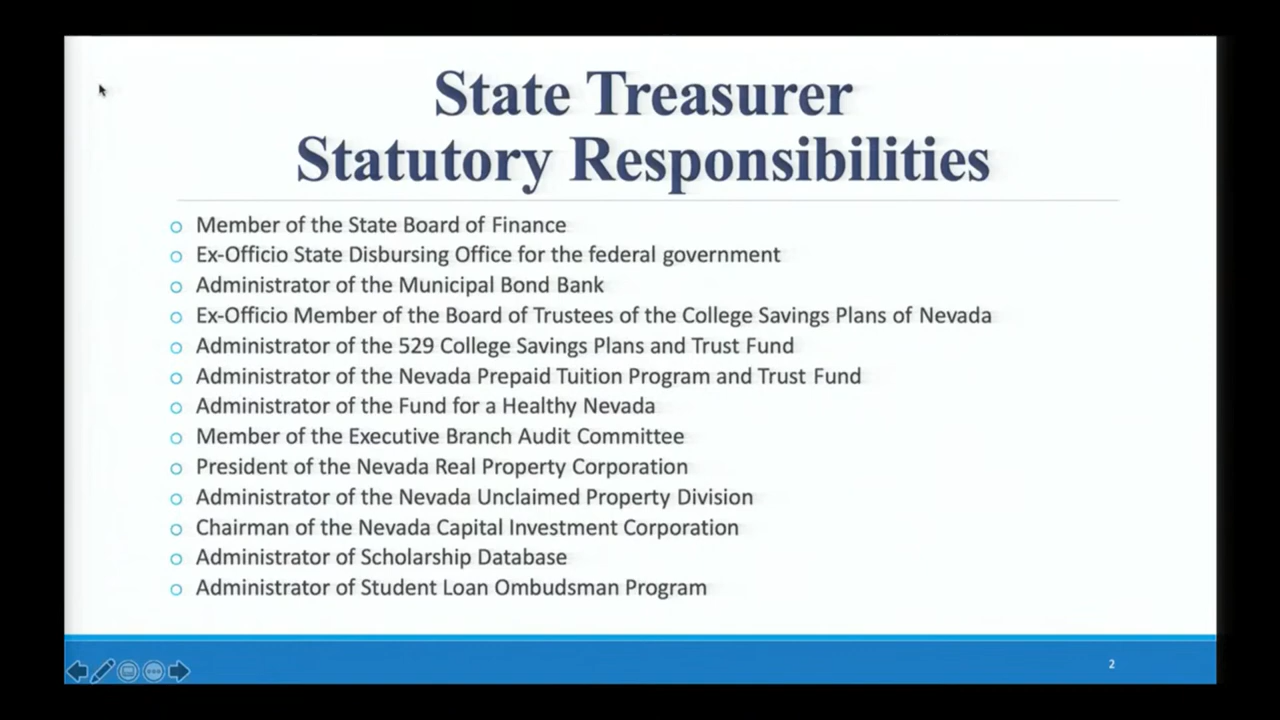 State Treasurer
Statutory Responsibilities
Member of the State Board of Finance
Ex-Officio State Disbursing Office for the federal government
Administrator of the Municipal Bond Bank
Ex-Officio Member of the Board of Trustees of the College Savings Plans of Nevada
Administrator of the 529 College Savings Plans and Trust Fund
Administrator of the Nevada Prepaid Tuition Program and Trust Fund
Administrator of the Fund for a Healthy Nevada
Member of the Executive Branch Audit Committee
President of the Nevada Real Property Corporation
Administrator of the Nevada Unclaimed Property Division
Chairman of the Nevada Capital Investment Corporation
Administrator of Scholarship Database
Administrator of Student Loan Ombudsman Program
2